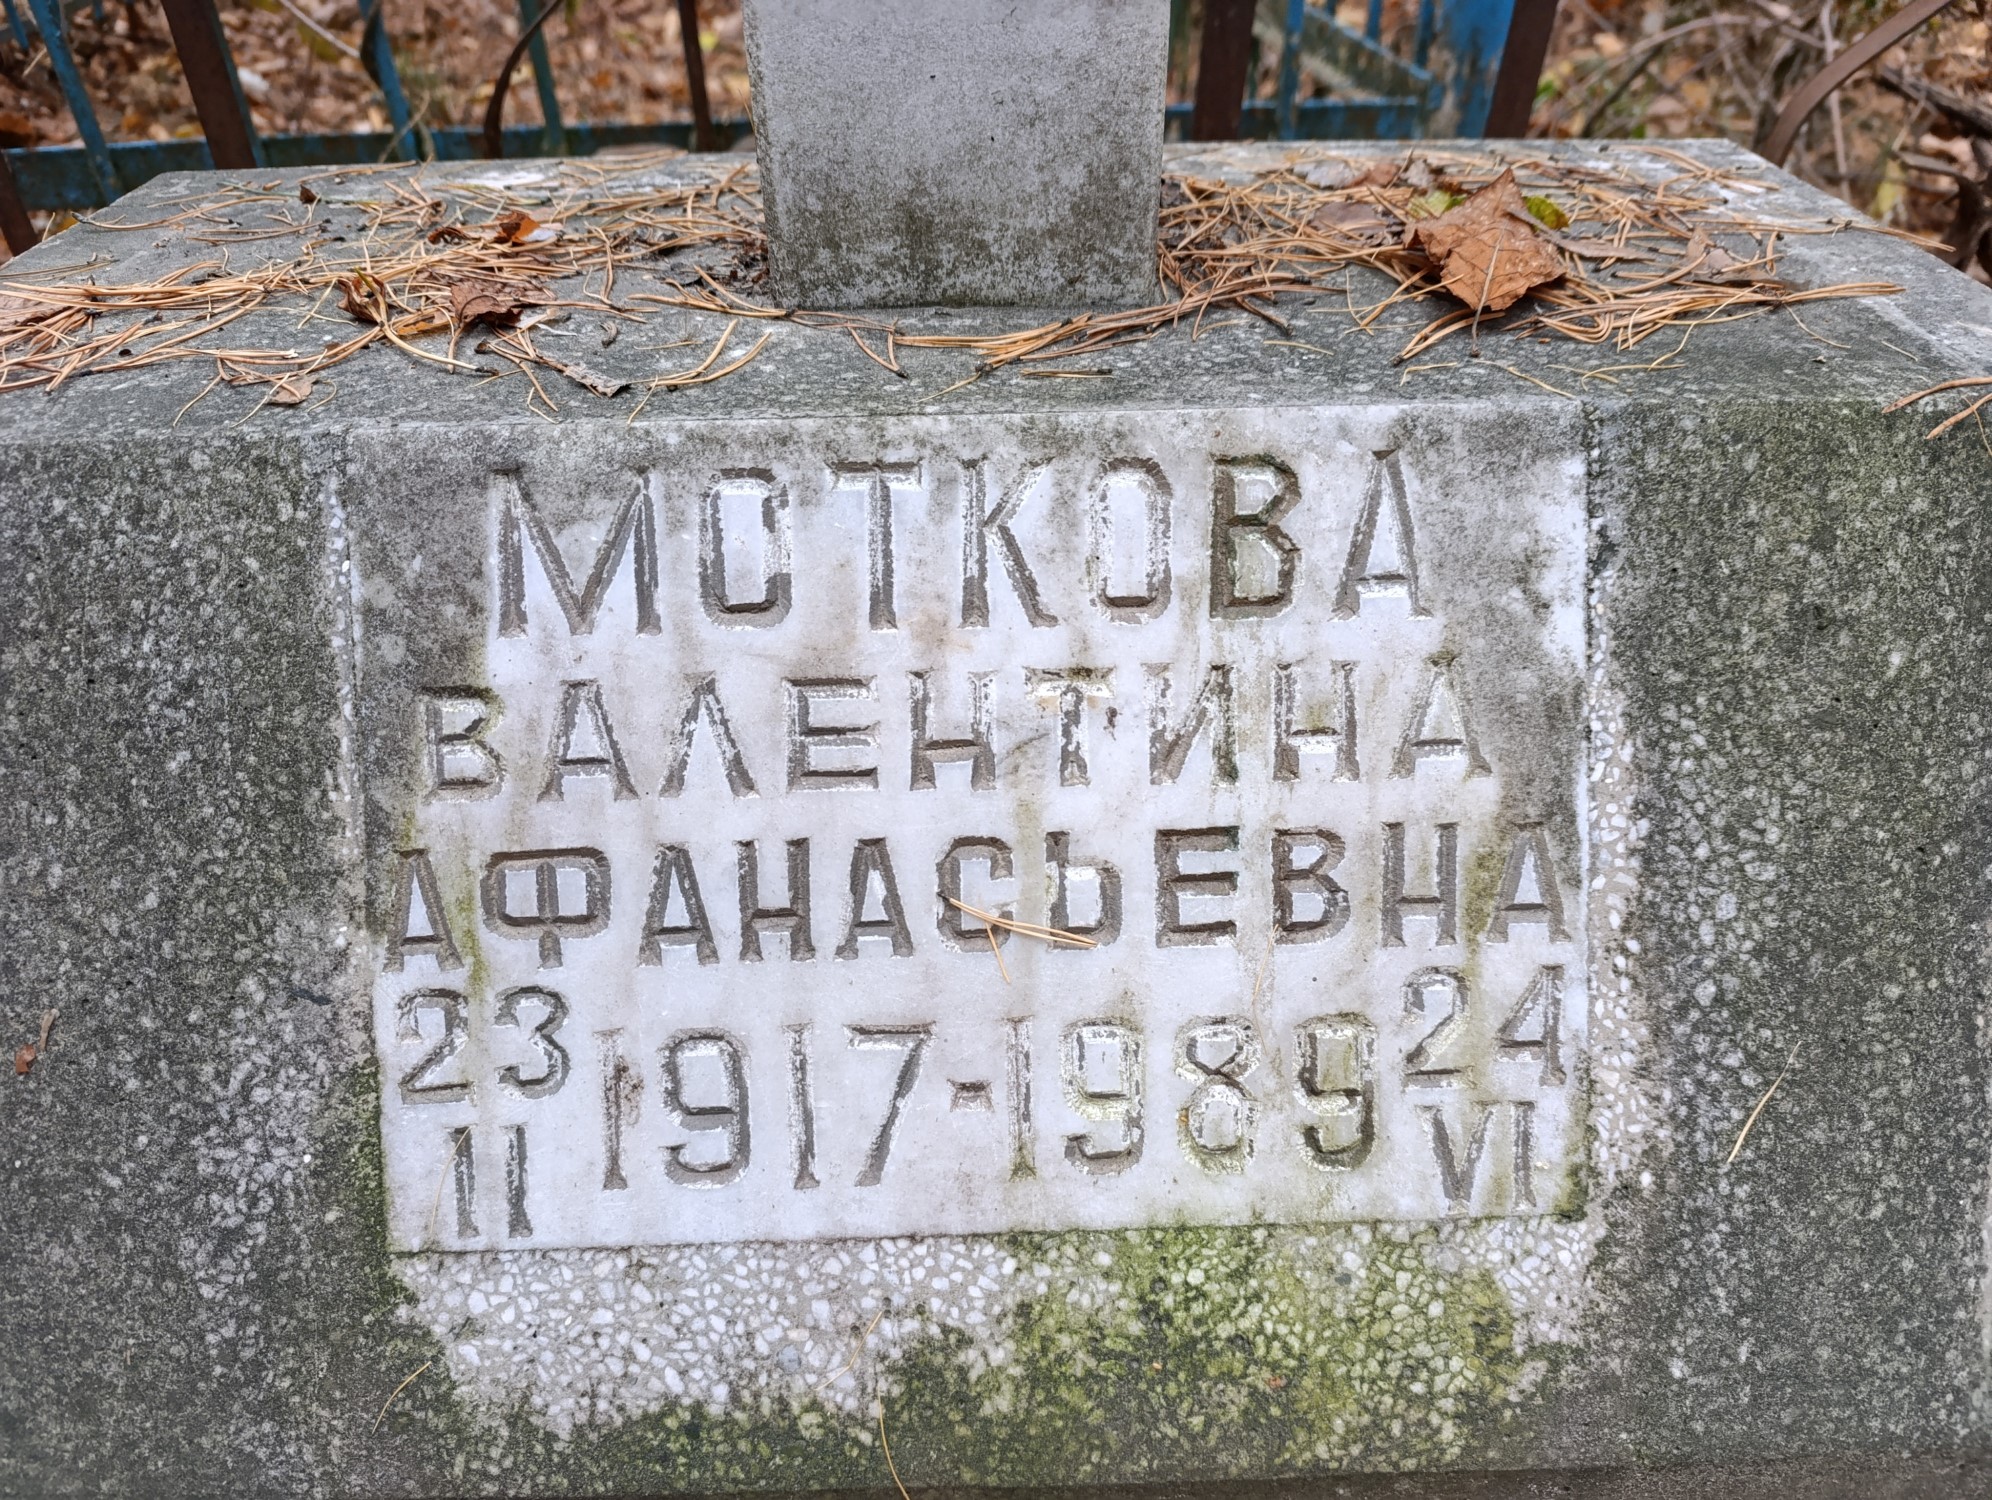 МОТКОВА
ВАЛЕНТИНА
АФАНАСЬЕВНА
23 II 1917-1989 24 VI